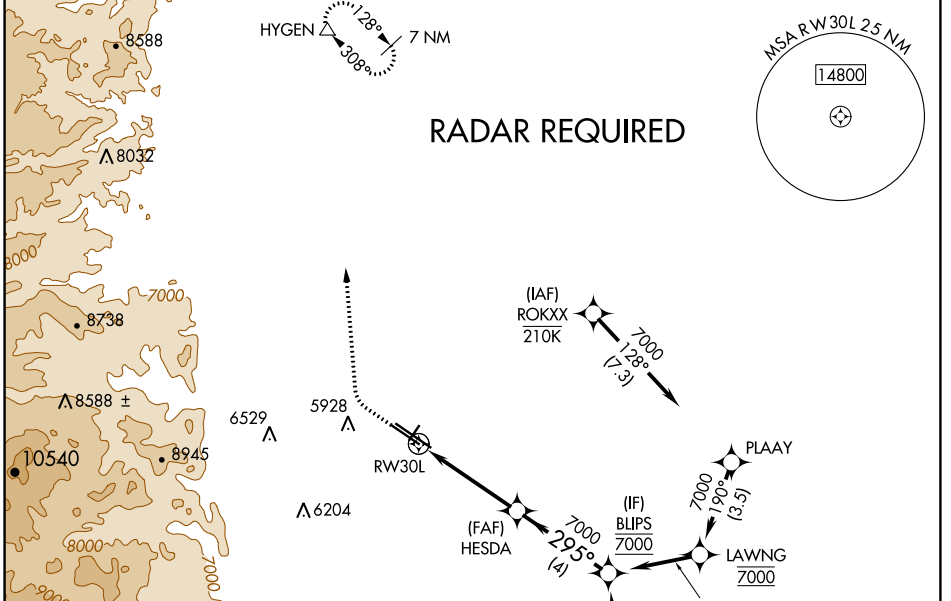 8588
HYGEN
128°
308°
7 NM
MSA RW30L 25 NM
14800
RADAR REQUIRED
8032
8000
7000
8738
(IAF)
ROKXX
210K
7000
128°
(7.3)
8588 ±
6529
5928
8945
10540
RW30L
PLAAY
7000
190°
(3.5)
6204
(FAF)
HESDA
7000
295°
(4)
(IF)
BLIPS
7000
LAWNG
7000
8000
7000
9000